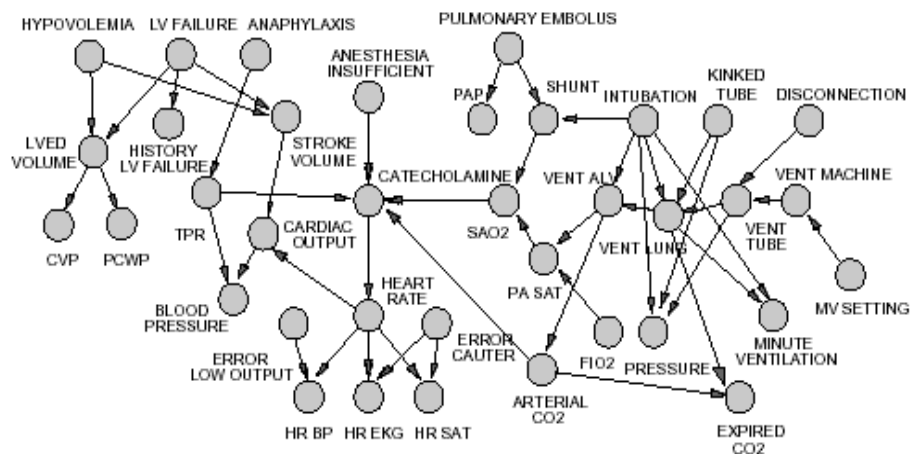 PULMONARY EMBOLUS
HYPOVOLEMIA
LV FAILURE
ANAPHYLAXIS
ANESTHESIA
INSUFFICIENT
PAP
SHUNT
INTUBATION
KINKED
TUBE
DISCONNECTION
LVED
VOLUME
HISTORY
LV FAILURE
STROKE
VOLUME
CATECHOLAMINE
VENT ALV
VENT MACHINE
TPR
CARDIAC
OUTPUT
SAO2
VENT LUNG
VENT
TUBE
CVP
PCWP
PA SAT
BLOOD
PRESSURE
HEART
RATE
MV SETTING
ERROR
LOW OUTPUT
ERROR
CAUTER
FIO2
PRESSURE
MINUTE
VENTILATION
HR BP
HR EKG
HR SAT
ARTERIAL
CO2
EXPIRED
CO2